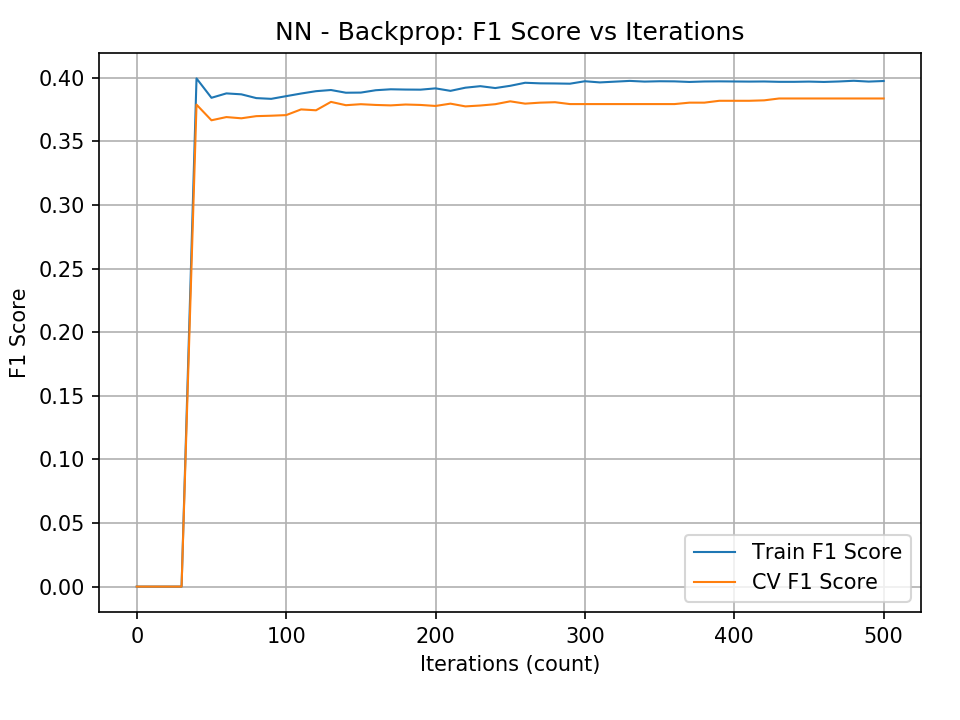 NN - Backprop: F1 Score vs Iterations
0.40
0.35
0.30
0.25
0.20
0.15
0.10
0.05
0.00
F1 Score
Train F1 Score
CV F1 Score
0 100 200 300 400 500
Iterations (count)